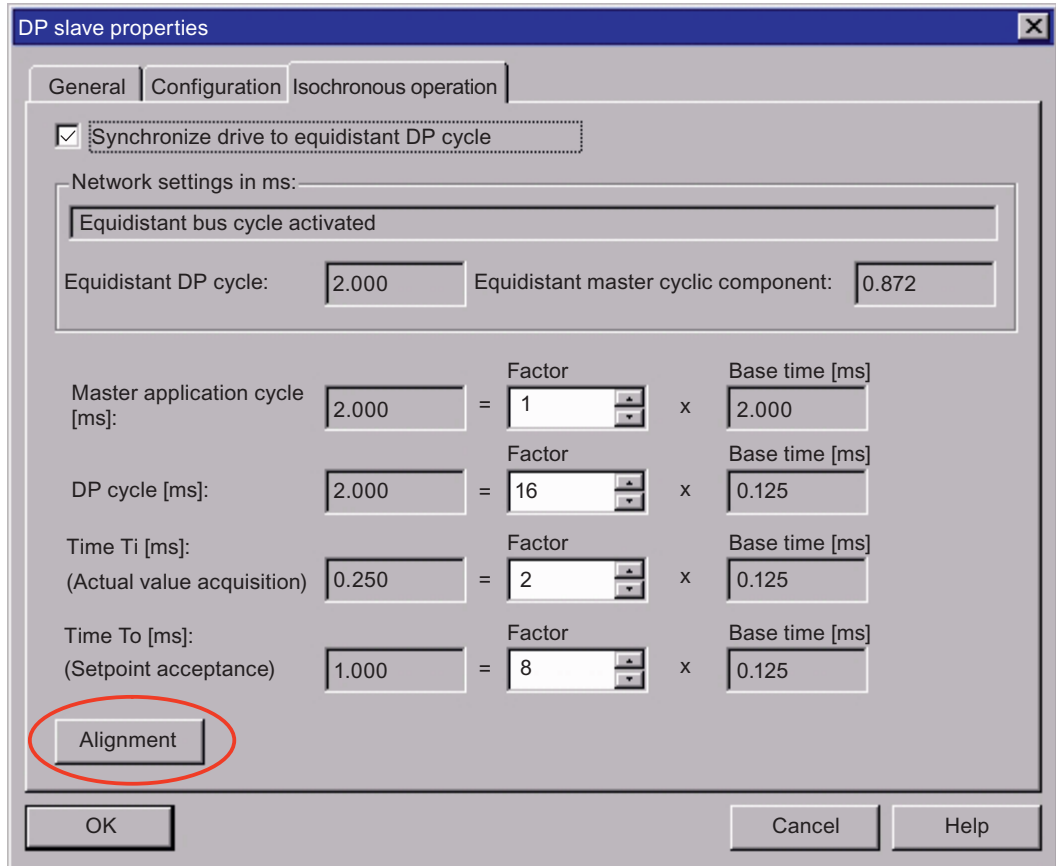 DP slave properties
General Configuration Isochronous operation
Synchronize drive to equidistant DP cycle
Network settings in ms:
Equidistant bus cycle activated
Equidistant DP cycle: 2.000 Equidistant master cyclic component: 0.872
Factor Base time [ms]
Master application cycle
[ms]: 2.000 = 1 x 2.000
Factor Base time [ms]
DP cycle [ms]: 2.000 = 16 x 0.125
Time Ti [ms]: Factor Base time [ms]
(Actual value acquisition) 0.250 = 2 x 0.125
Time To [ms]: Factor Base time [ms]
(Setpoint acceptance) 1.000 = 8 x 0.125
Alignment
OK Cancel Help